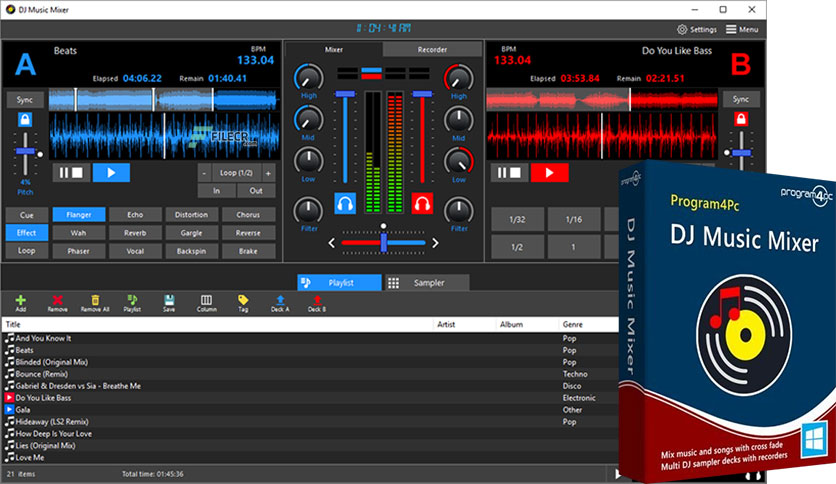 DJ Music Mixer
11:04:41 AM
Settings
Menu
A
Beats
BPM
133.04
Elapsed 04:06.22 Remain 01:40.41
Mixer
Recorder
BPM
133.04
Do You Like Bass
B
Elapsed 03:53.84 Remain 02:21.51
Sync
High
High
Sync
FILECR
.com
Mid
Mid
4%
Pitch
- Loop (1/2) +
In
Out
Low
Low
Cue
Flanger
Echo
Distortion
Chorus
Effect
Wah
Reverb
Gargle
Reverse
Loop
Phaser
Vocal
Backspin
Brake
Filter
Filter
1/32
1/16
1/2
1
Playlist
Sampler
Add
Remove
Remove All
Playlist
Save
Column
Tag
Deck A
Deck B
Title
Artist
Album
Genre
And You Know It
Pop
Beats
Pop
Blinded (Original Mix)
Pop
Bounce (Remix)
Techno
Gabriel & Dresden vs Sia - Breathe Me
Disco
Do You Like Bass
Electronic
Gala
Other
Hideaway (LS2 Remix)
Pop
How Deep Is Your Love
Lies (Original Mix)
Love Me
21 items
Total time: 01:45:36
program4pc
Program4Pc
DJ Music Mixer
DJ Music Mixer
Mix music and songs with cross fade
Multi DJ sampler decks with recorders